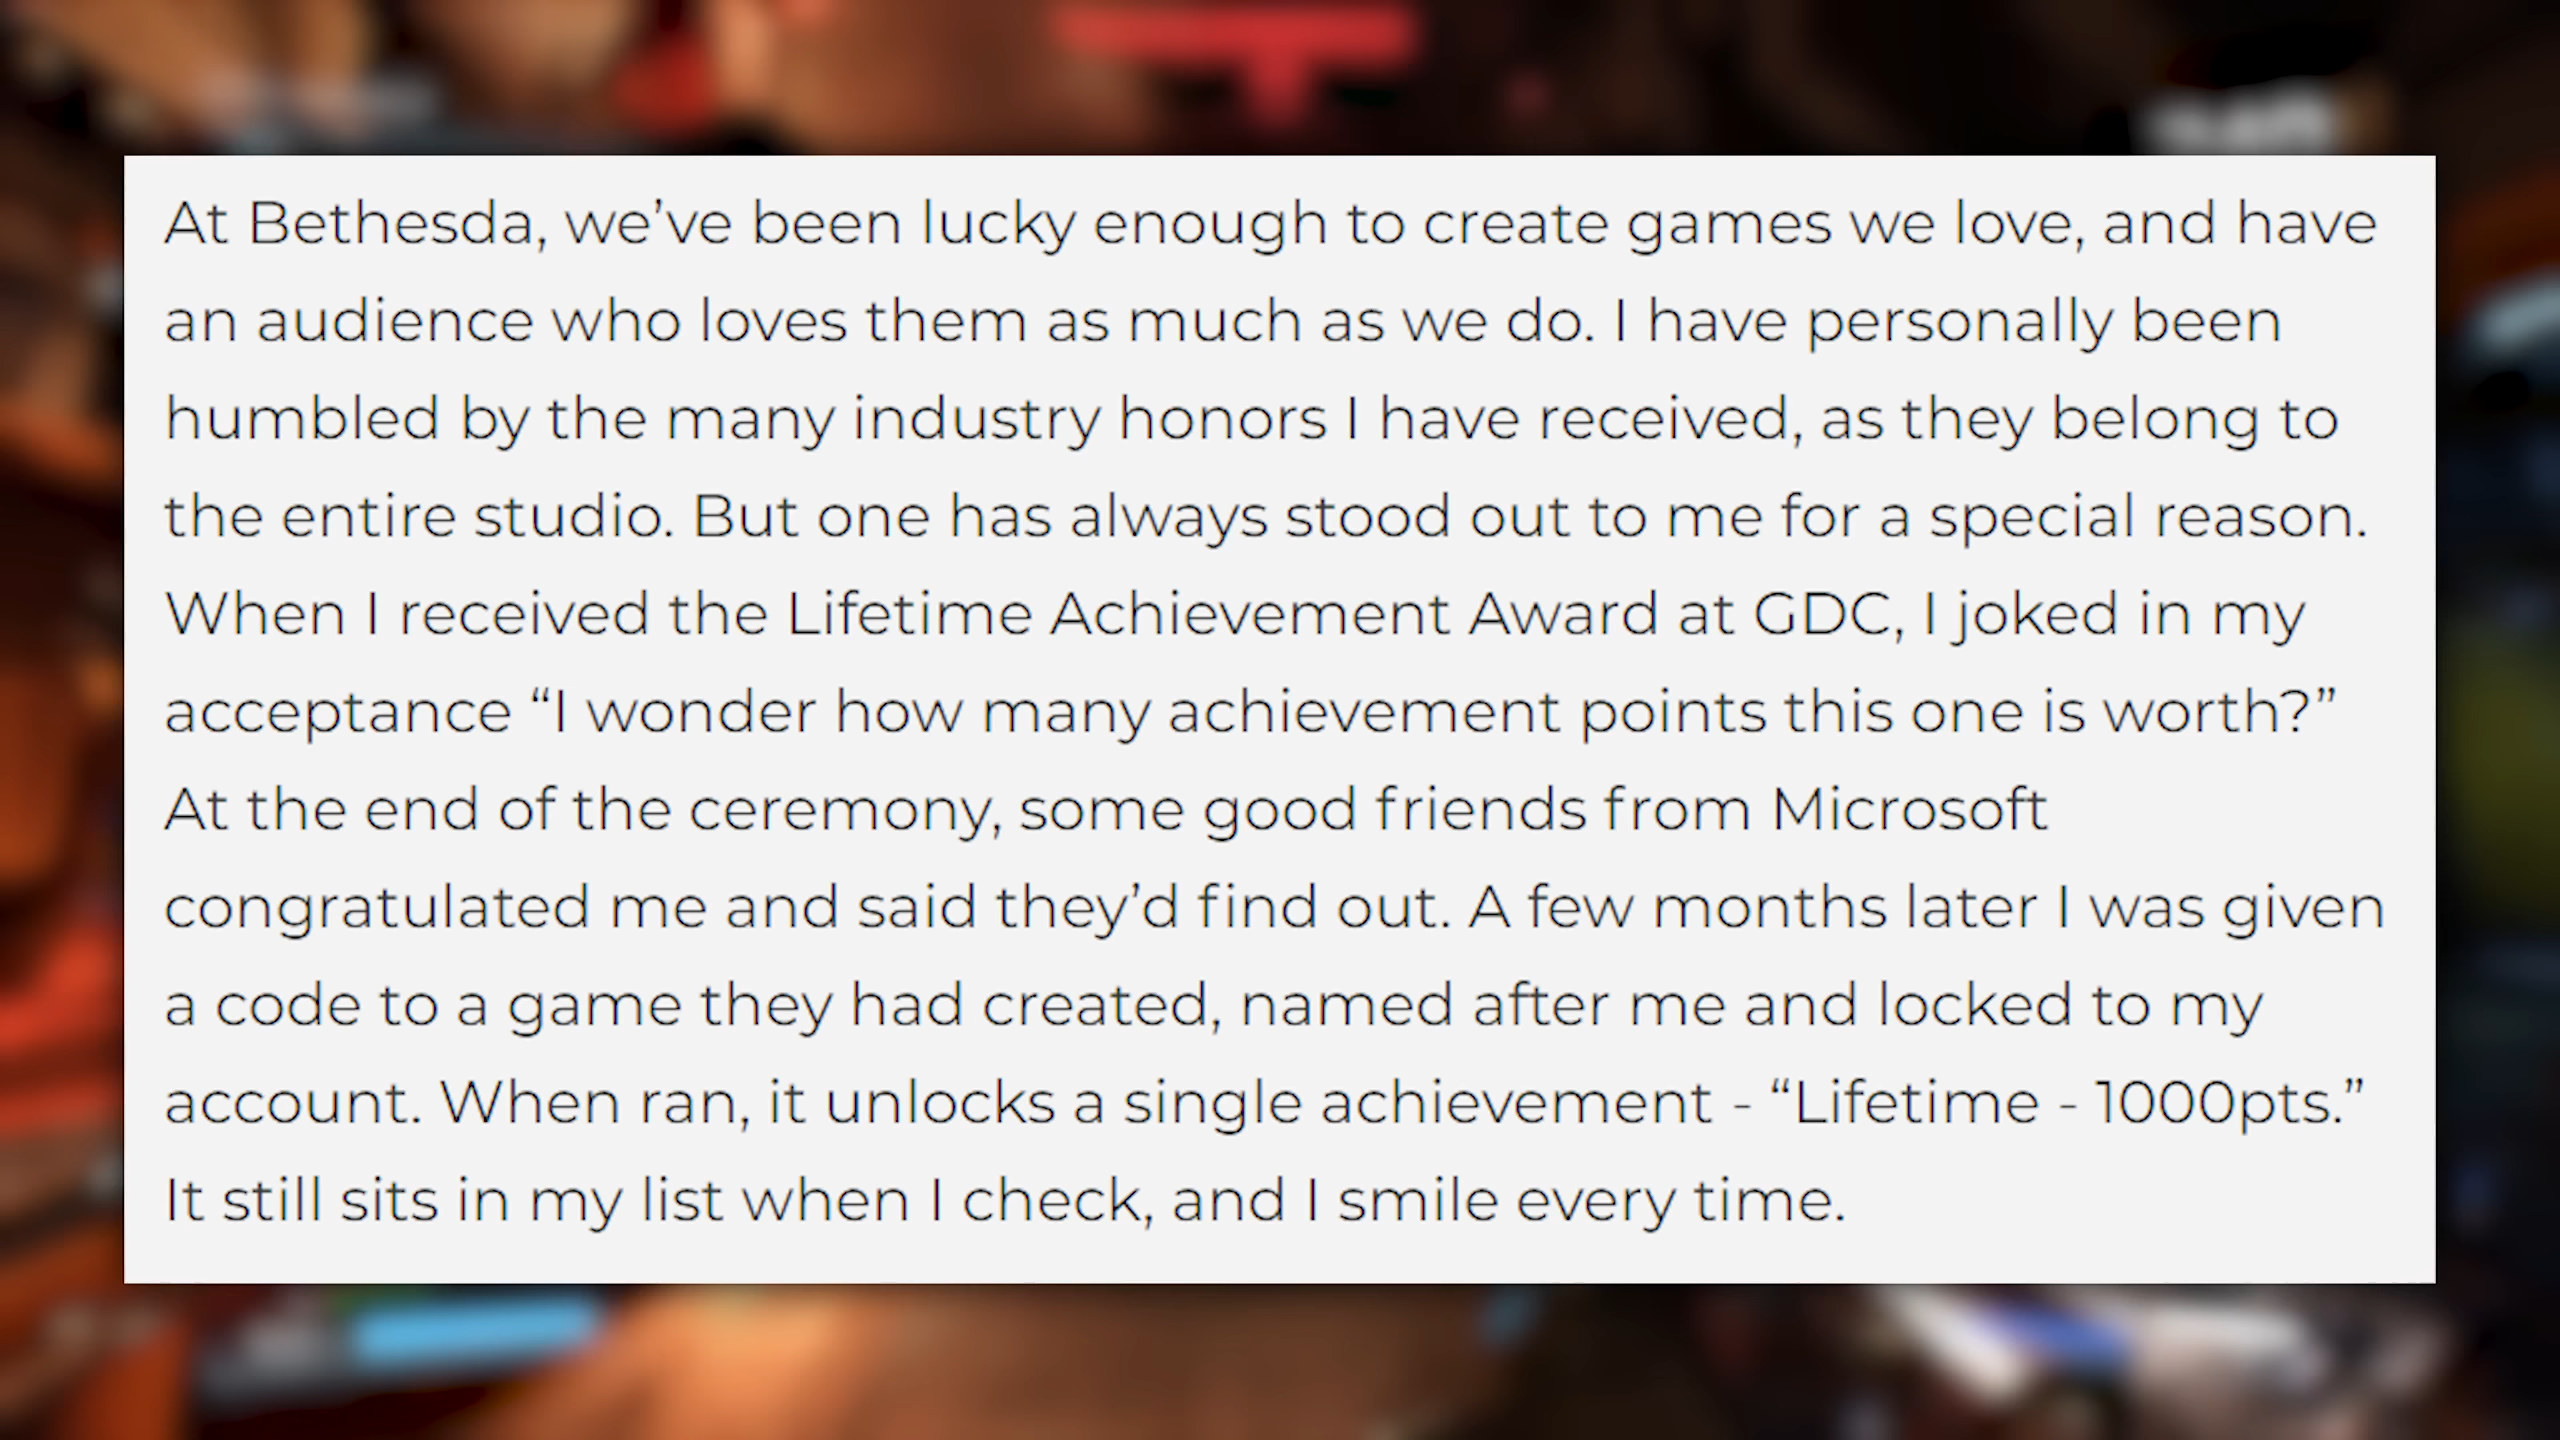 At Bethesda, we’ve been lucky enough to create games we love, and have
an audience who loves them as much as we do. I have personally been
humbled by the many industry honors I have received, as they belong to
the entire studio. But one has always stood out to me for a special reason.
When I received the Lifetime Achievement Award at GDC, I joked in my
acceptance “I wonder how many achievement points this one is worth?”
At the end of the ceremony, some good friends from Microsoft
congratulated me and said they’d find out. A few months later I was given
a code to a game they had created, named after me and locked to my
account. When ran, it unlocks a single achievement - “Lifetime - 1000pts.”
It still sits in my list when I check, and I smile every time.